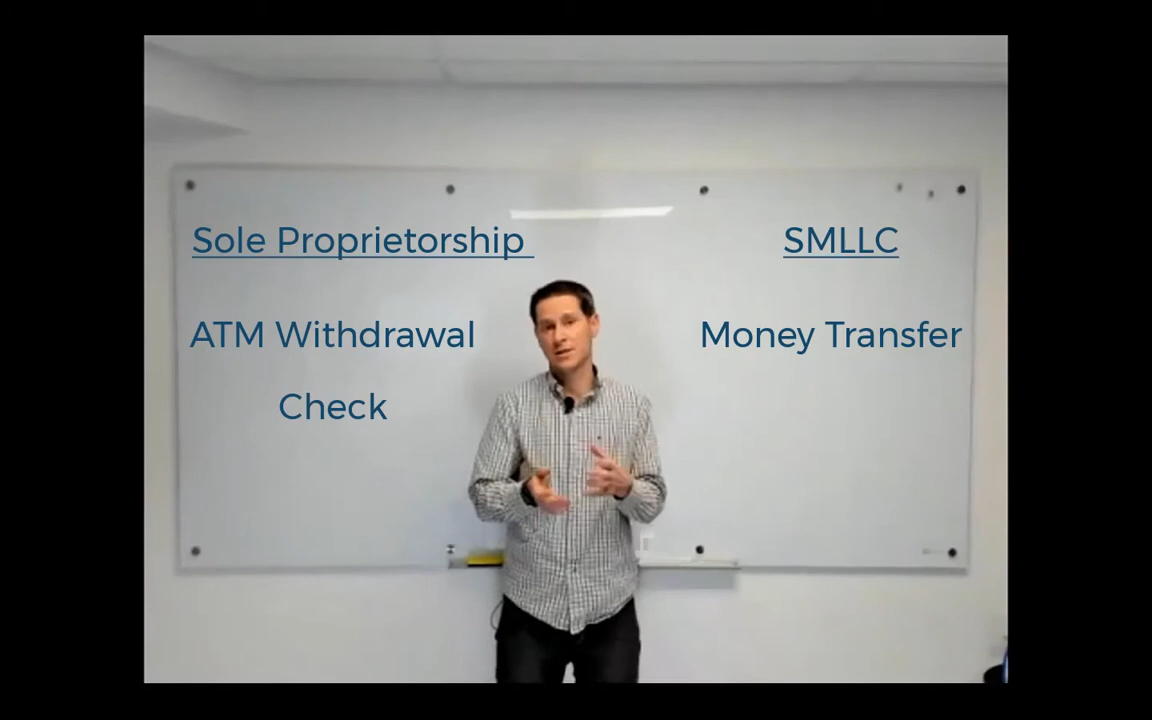 Sole Proprietorship
SMLLC
ATM Withdrawal
Money Transfer
Check